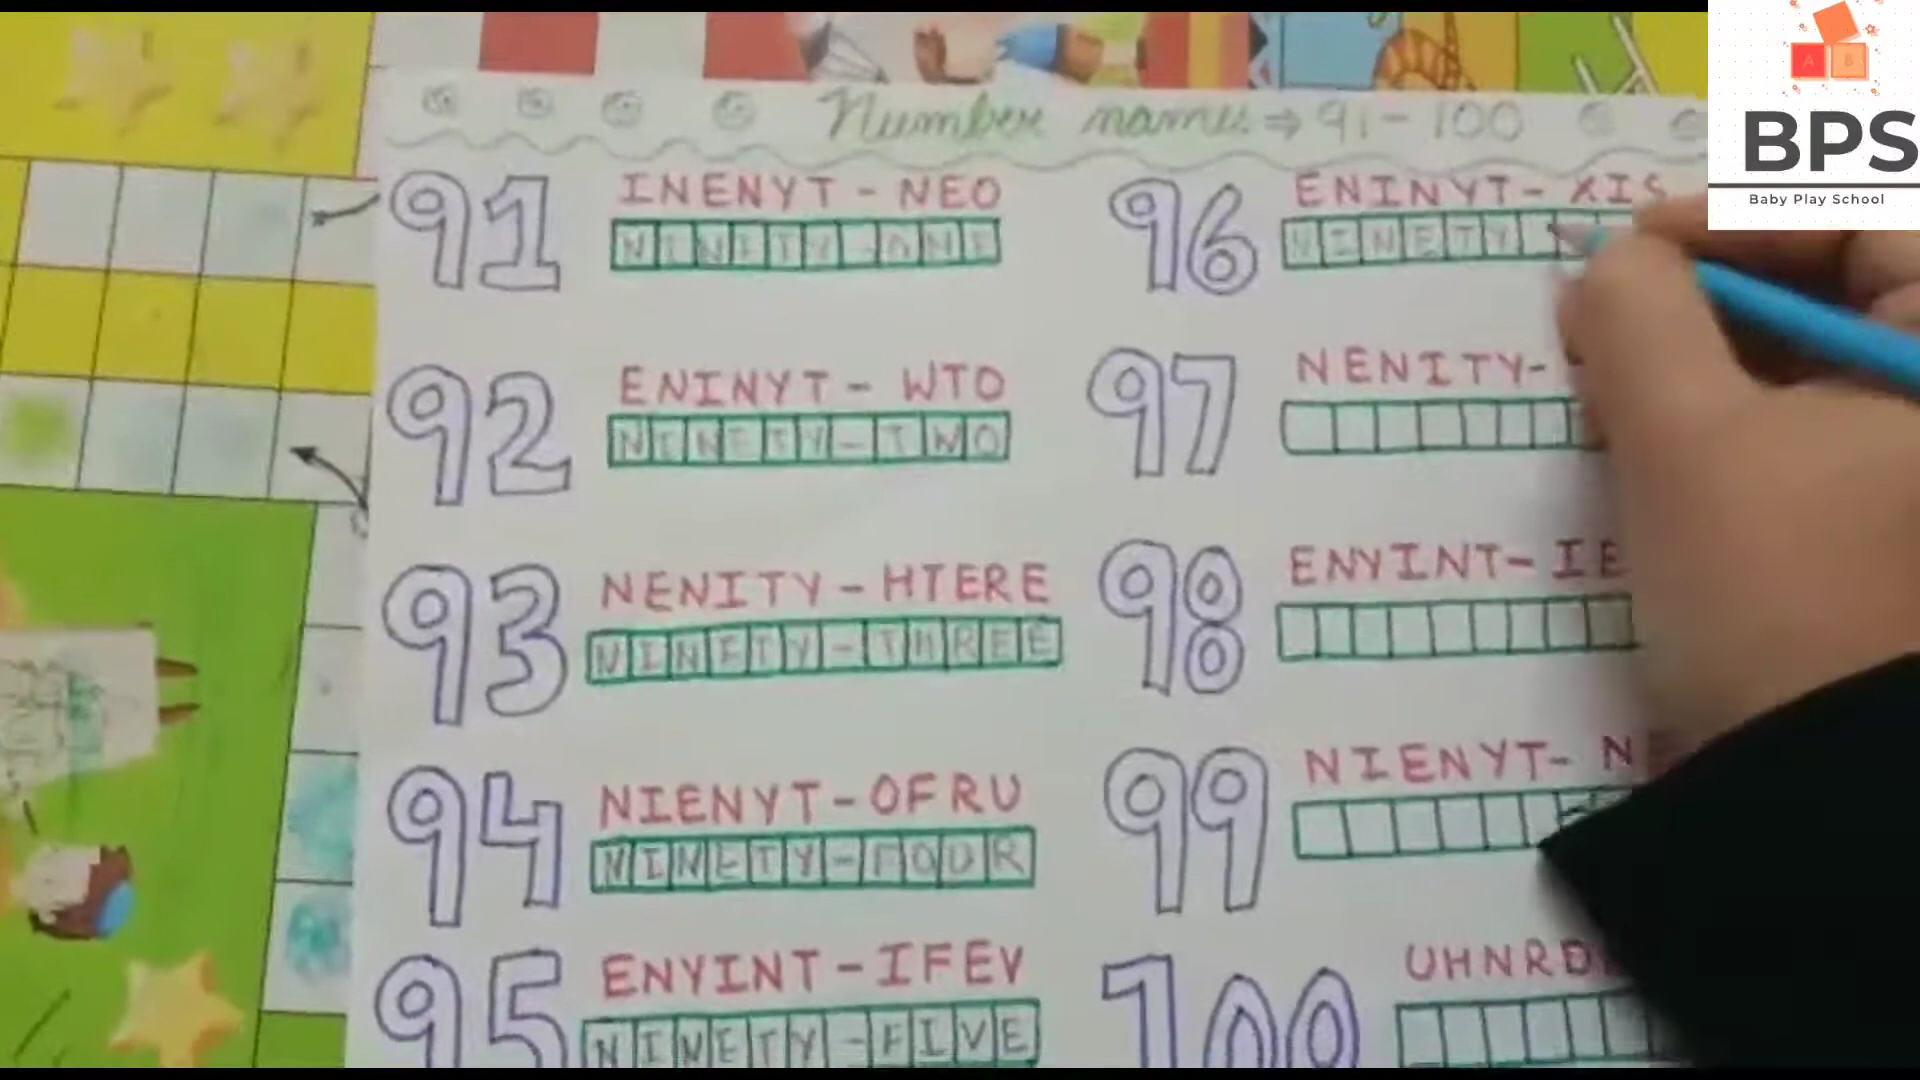 Number names ⇒ 91-100
91 INENYT - NEO
NINETY-ONE
92 ENINYT - WTO
NINETY-TWO
93 NENITY - HTERE
NINETY-THREE
94 NIENYT - OFRU
NINETY-FOUR
95 ENYINT - IFEV
NINETY-FIVE
96 ENINYT - XIS
NINETY
97 NENITY-
98 ENYINT- IE
99 NIENYT- N
100 UHNRD
A B
BPS
Baby Play School